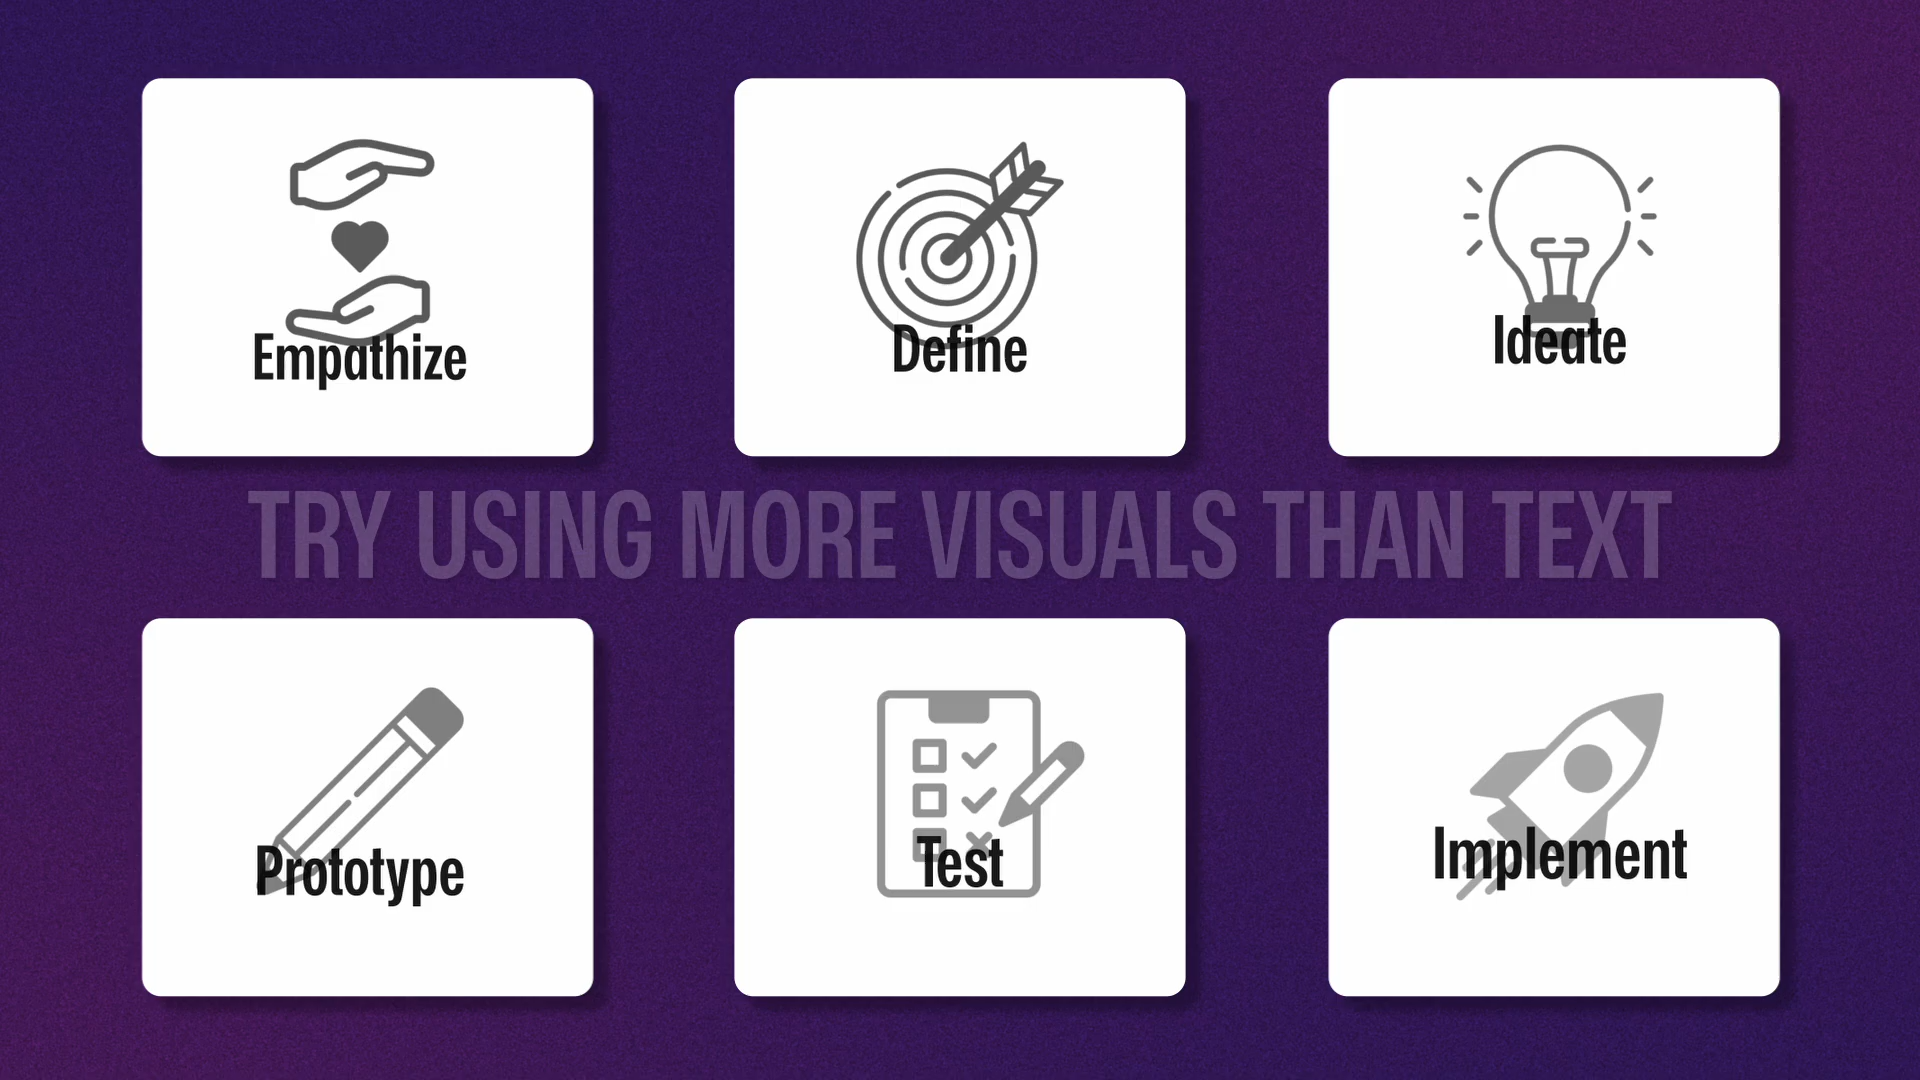 Empathize
Define
Ideate
TRY USING MORE VISUALS THAN TEXT
Prototype
Test
Implement